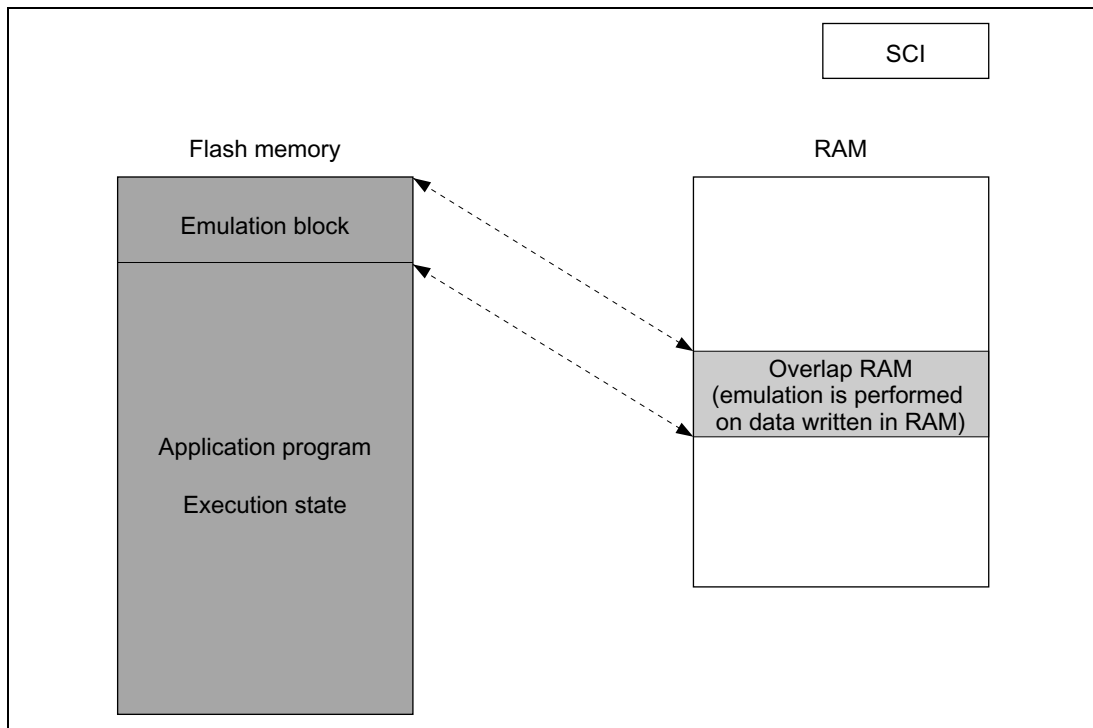 SCI
Flash memory
RAM
Emulation block
Overlap RAM
(emulation is performed
on data written in RAM)
Application program
Execution state